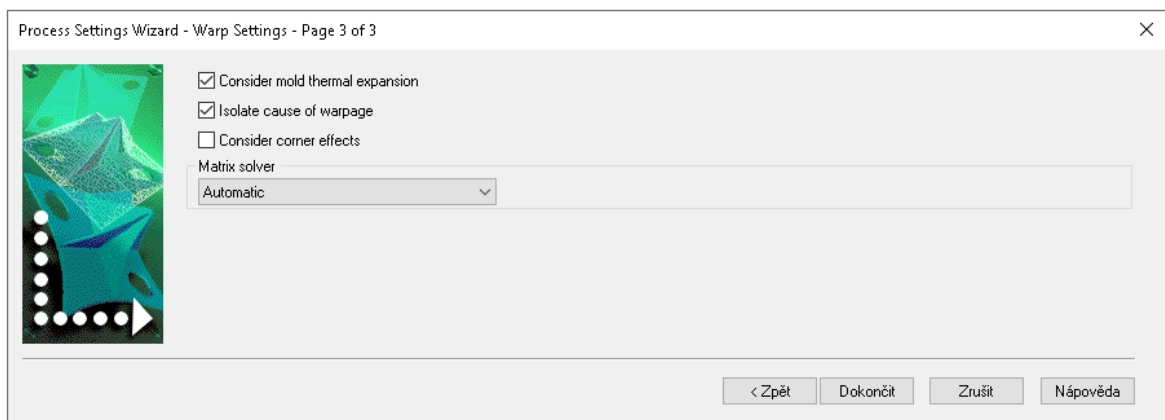 Process Settings Wizard - Warp Settings - Page 3 of 3
Consider mold thermal expansion
Isolate cause of warpage
Consider corner effects
Matrix solver
Automatic
< Zpět Dokončit Zrušit Nápověda